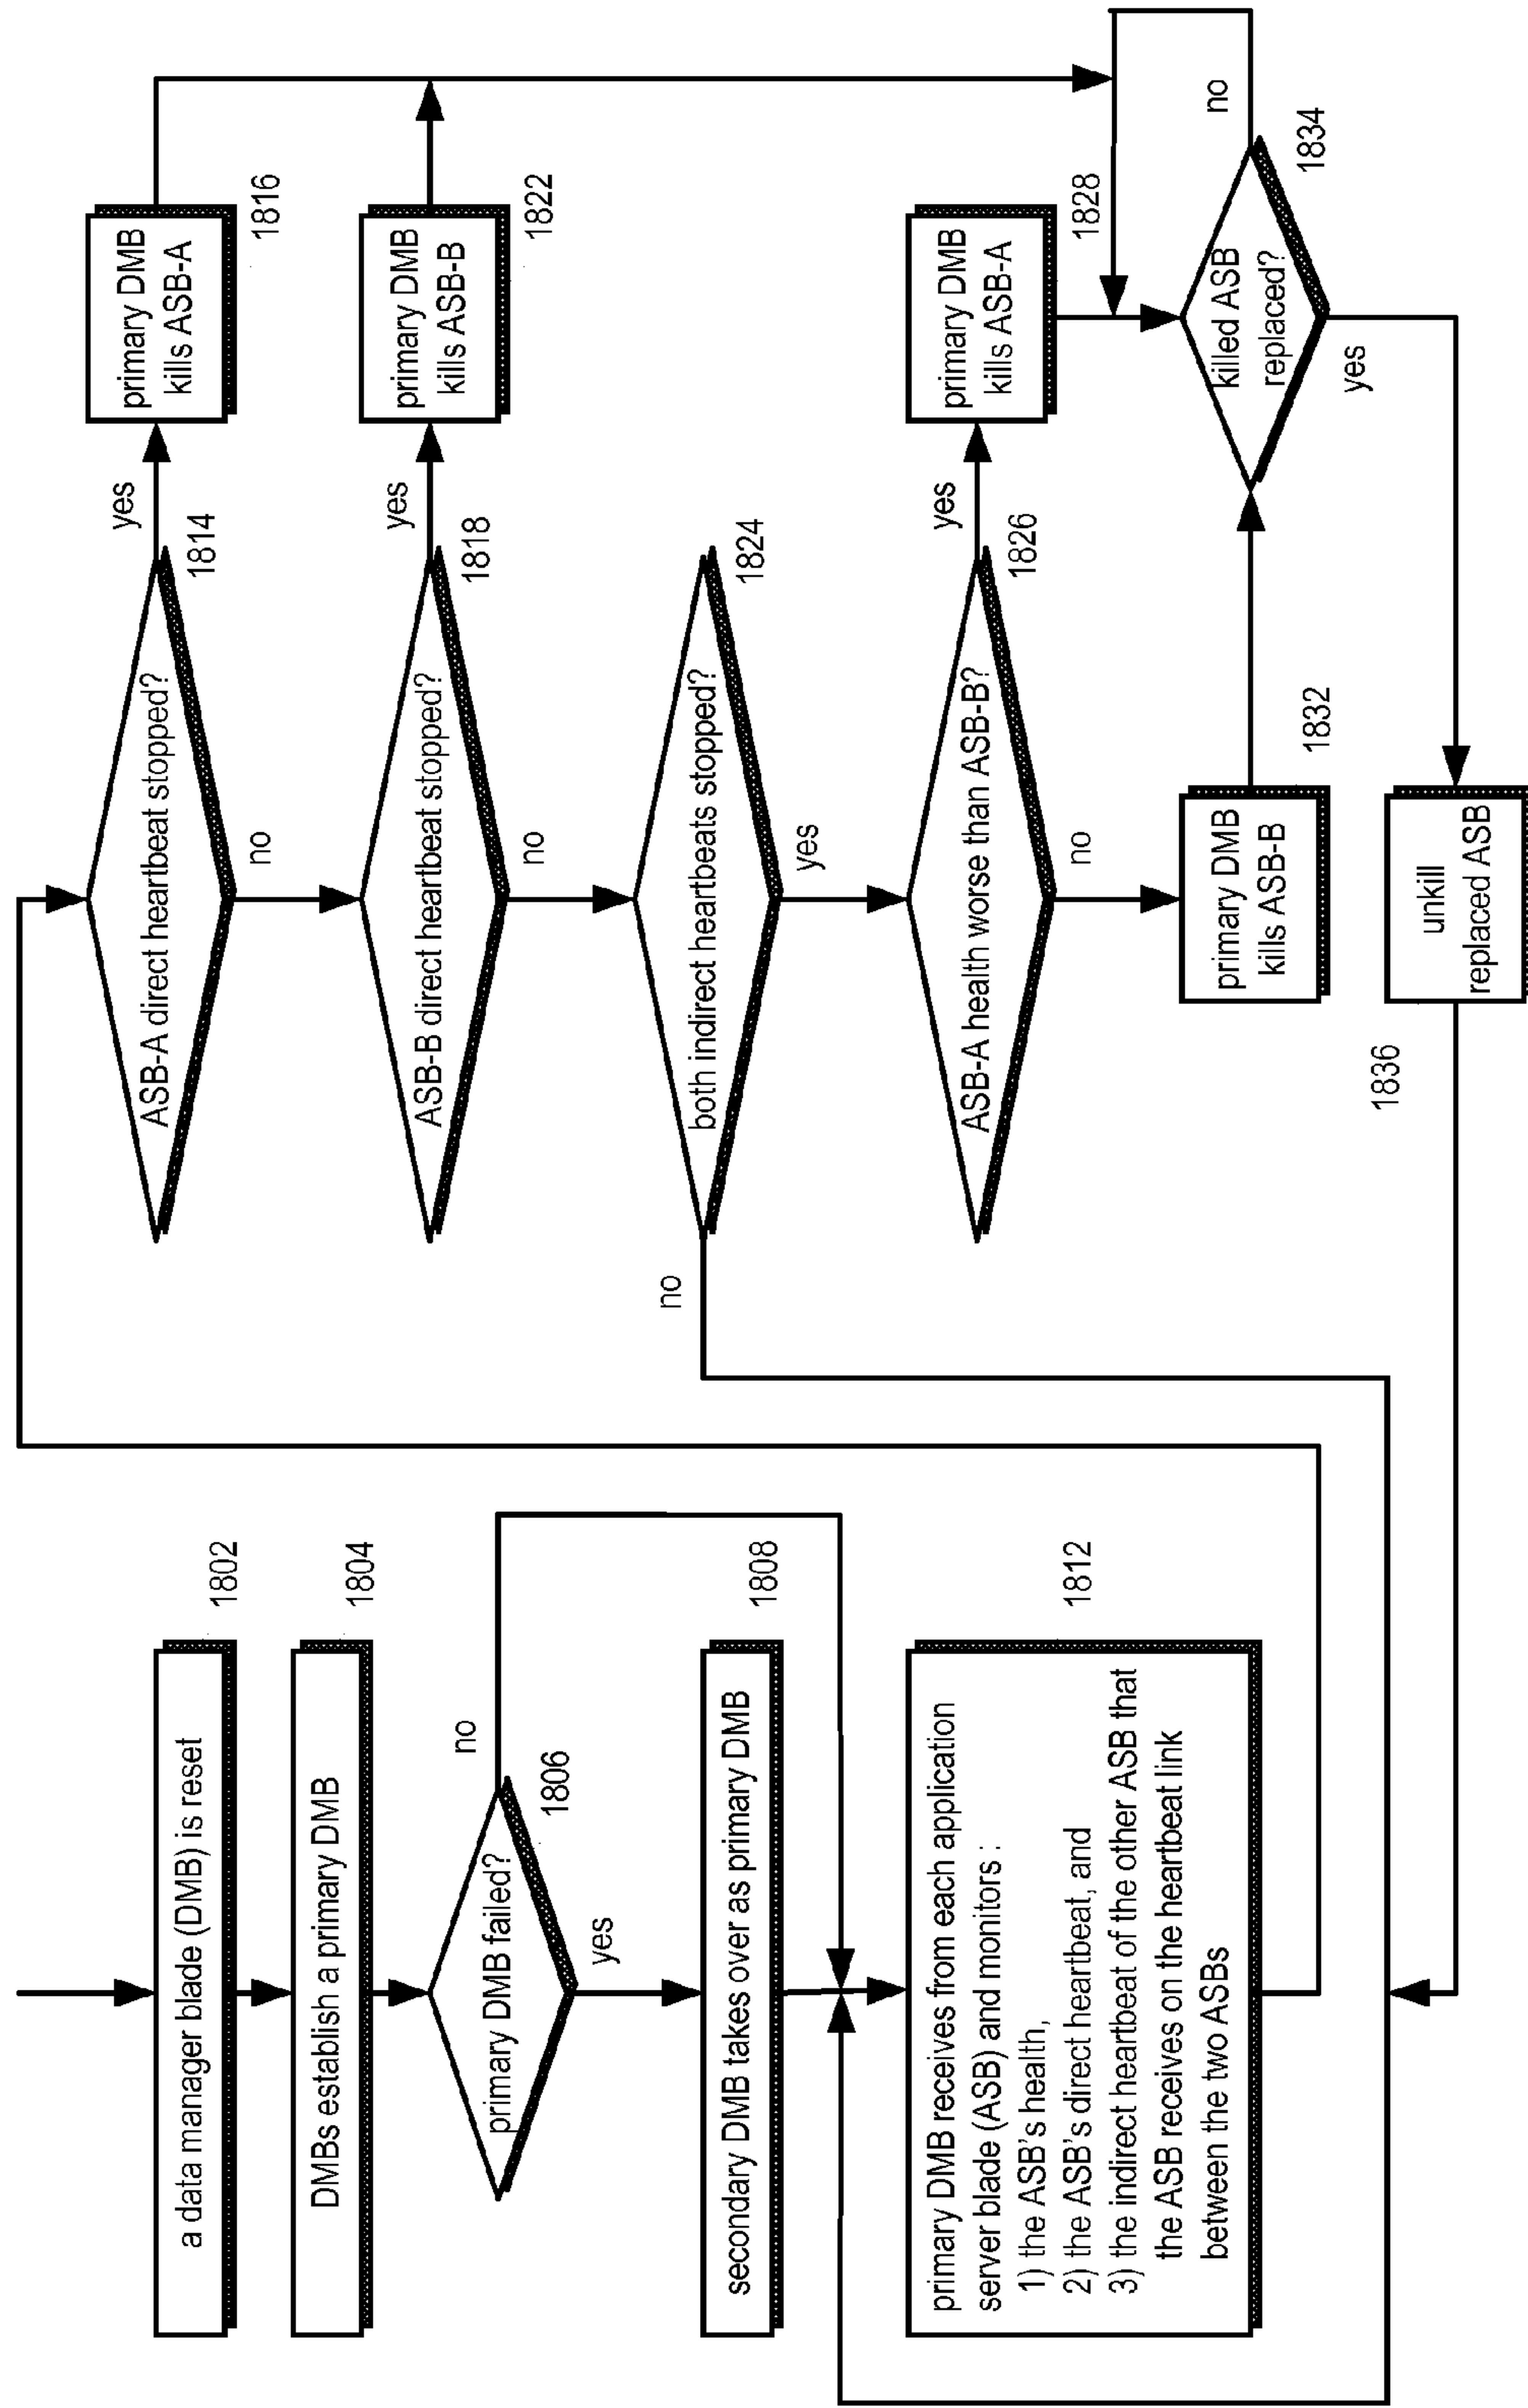 a data manager blade (DMB) is reset
1802
DMBs establish a primary DMB
1804
primary DMB failed?
no
1806
yes
secondary DMB takes over as primary DMB
1808
primary DMB receives from each application
server blade (ASB) and monitors :
1) the ASB's health,
2) the ASB's direct heartbeat, and
3) the indirect heartbeat of the other ASB that
the ASB receives on the heartbeat link
between the two ASBs
1812
ASB-A direct heartbeat stopped?
yes
1814
no
primary DMB
kills ASB-A
1816
ASB-B direct heartbeat stopped?
yes
1818
no
primary DMB
kills ASB-B
1822
both indirect heartbeats stopped?
no
1824
yes
ASB-A health worse than ASB-B?
yes
1826
no
primary DMB
kills ASB-A
1828
primary DMB
kills ASB-B
1832
killed ASB
replaced?
no
1834
yes
unkill
replaced ASB
1836